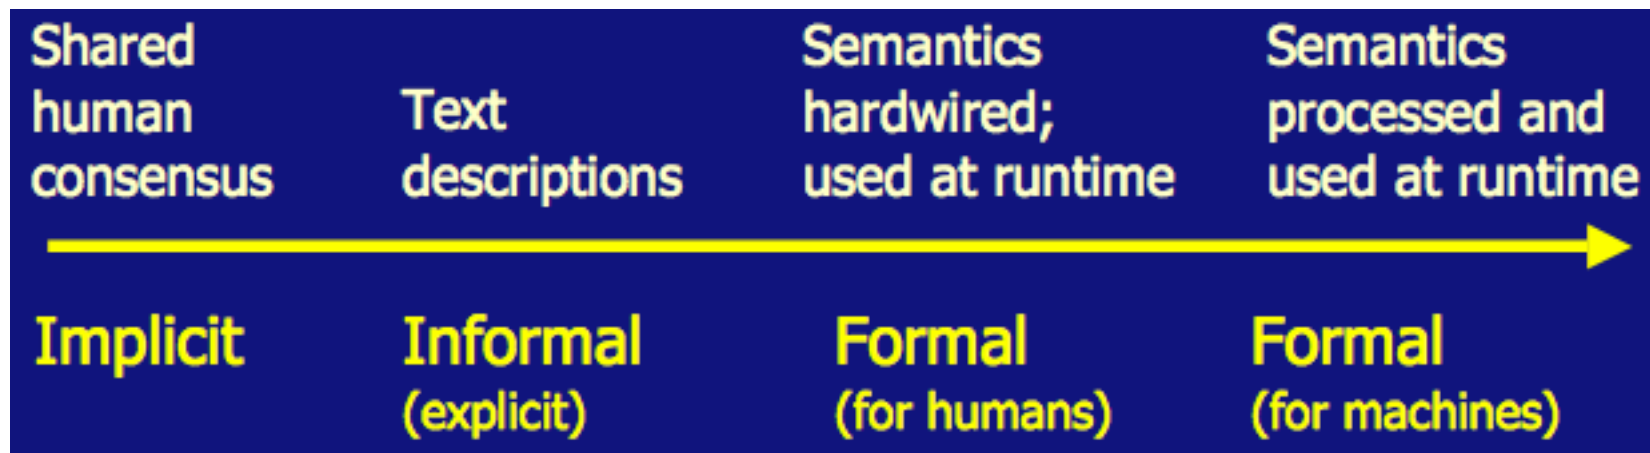 Shared
human
consensus
Text
descriptions
Semantics
hardwired;
used at runtime
Semantics
processed and
used at runtime
Implicit
Informal
(explicit)
Formal
(for humans)
Formal
(for machines)